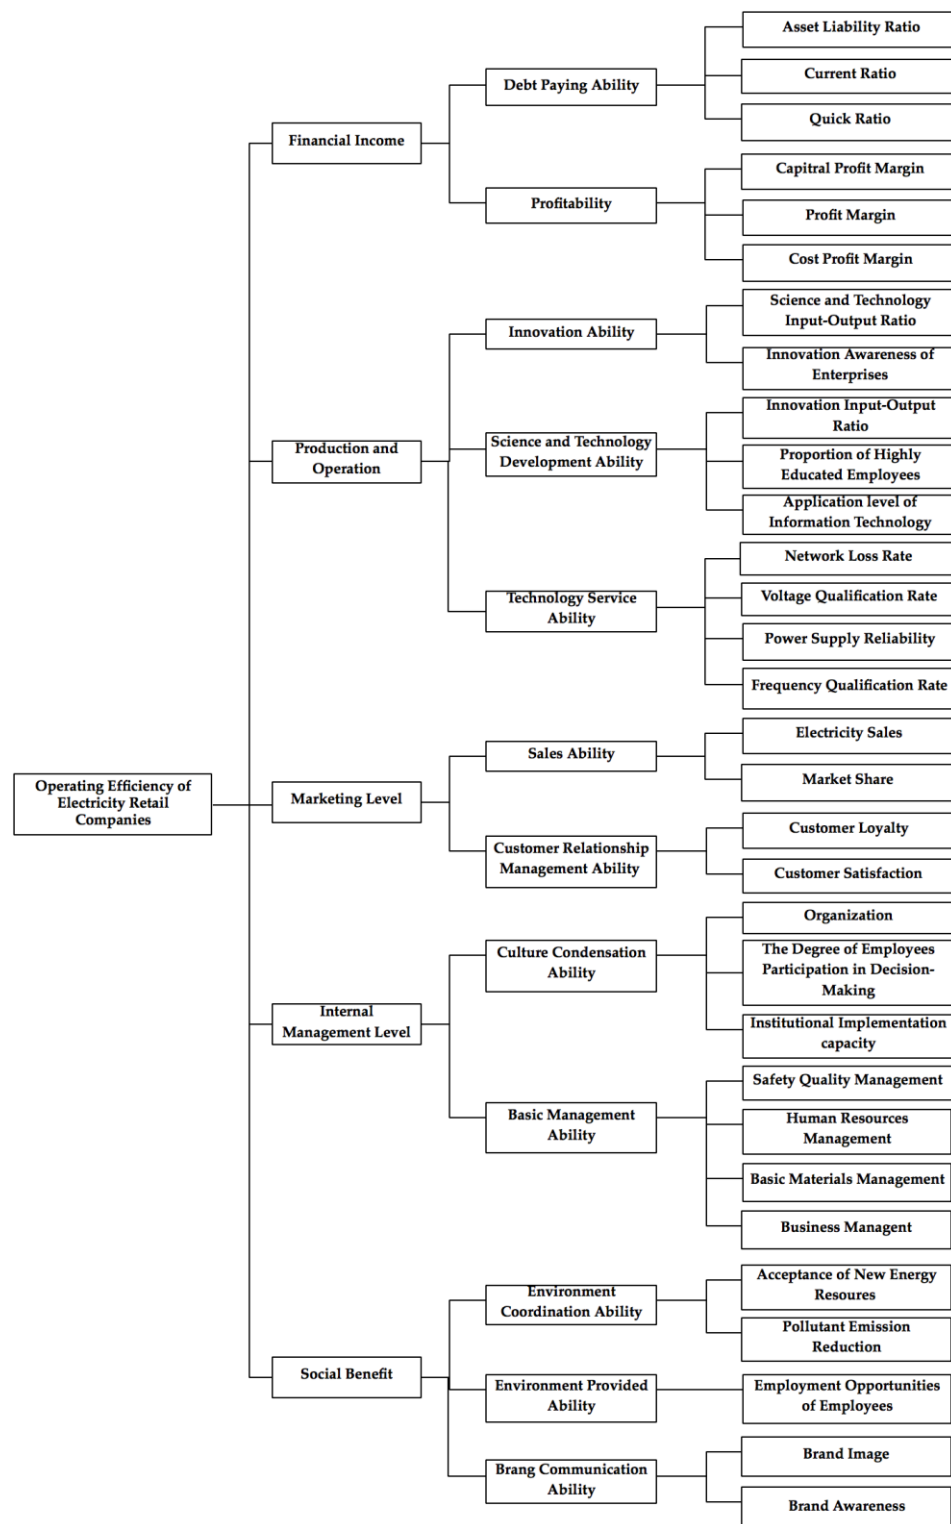 Operating Efficiency of
Electricity Retail
Companies
Financial Income
Debt Paying Ability
Asset Liability Ratio
Current Ratio
Quick Ratio
Profitability
Capitral Profit Margin
Profit Margin
Cost Profit Margin
Production and
Operation
Innovation Ability
Science and Technology
Input-Output Ratio
Innovation Awareness of
Enterprises
Science and Technology
Development Ability
Innovation Input-Output
Ratio
Proportion of Highly
Educated Employees
Application level of
Information Technology
Technology Service
Ability
Network Loss Rate
Voltage Qualification Rate
Power Supply Reliability
Frequency Qualification Rate
Marketing Level
Sales Ability
Electricity Sales
Market Share
Customer Relationship
Management Ability
Customer Loyalty
Customer Satisfaction
Internal
Management Level
Culture Condensation
Ability
Organization
The Degree of Employees
Participation in Decision-
Making
Institutional Implementation
capacity
Basic Management
Ability
Safety Quality Management
Human Resources
Management
Basic Materials Management
Business Managent
Social Benefit
Environment
Coordination Ability
Acceptance of New Energy
Resoures
Pollutant Emission
Reduction
Environment Provided
Ability
Employment Opportunities
of Employees
Brang Communication
Ability
Brand Image
Brand Awareness